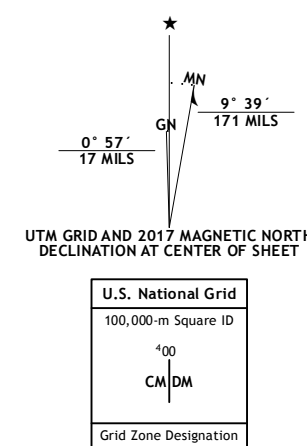 ★
MN
GN
9° 39´
171 MILS
0° 57´
17 MILS
UTM GRID AND 2017 MAGNETIC NORTH
DECLINATION AT CENTER OF SHEET
U.S. National Grid
100,000-m Square ID
⁴00
CM DM
Grid Zone Designation